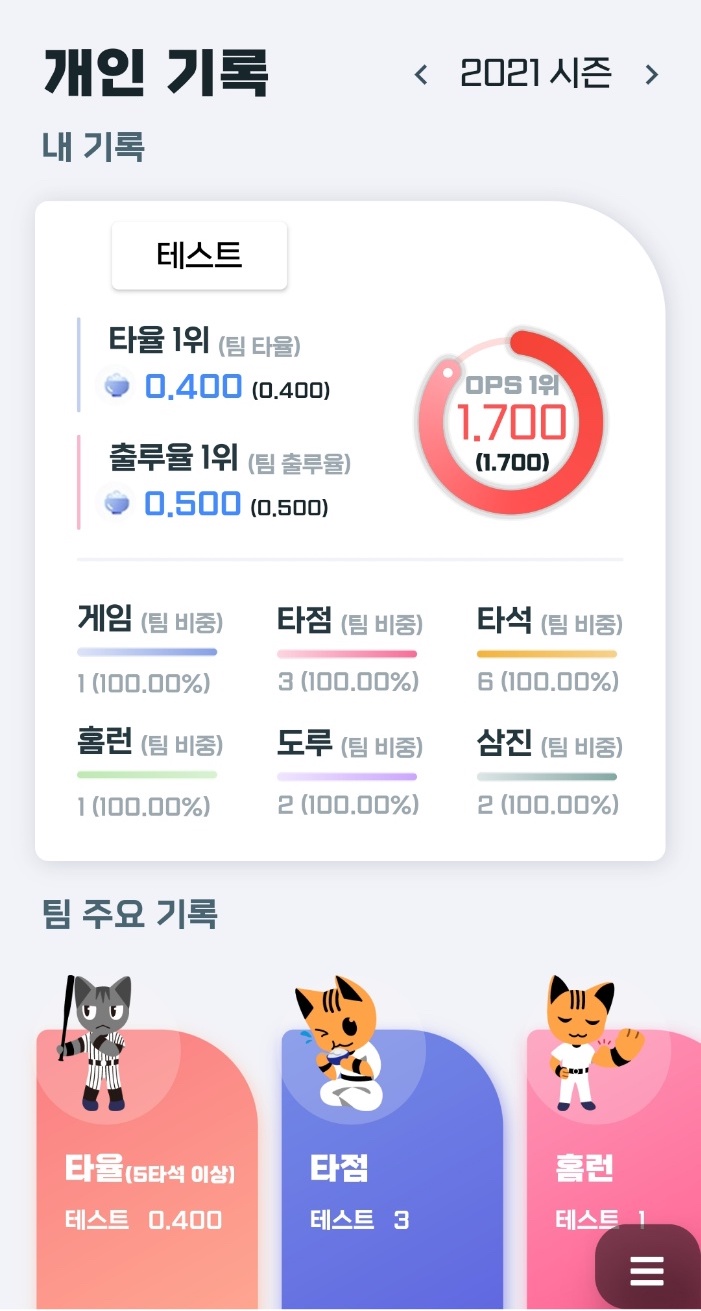 개인 기록
2021 시즌
내 기록
테스트
타율 1위 (팀 타율)
0.400 (0.400)
출루율 1위 (팀 출루율)
0.500 (0.500)
OPS 1위
1.700
(1.700)
게임 (팀 비중)
1 (100.00%)
타점 (팀 비중)
3 (100.00%)
타석 (팀 비중)
6 (100.00%)
홈런 (팀 비중)
1 (100.00%)
도루 (팀 비중)
2 (100.00%)
삼진 (팀 비중)
2 (100.00%)
팀 주요 기록
타율(5타석 이상)
테스트 0.400
타점
테스트 3
홈런
테스트 1